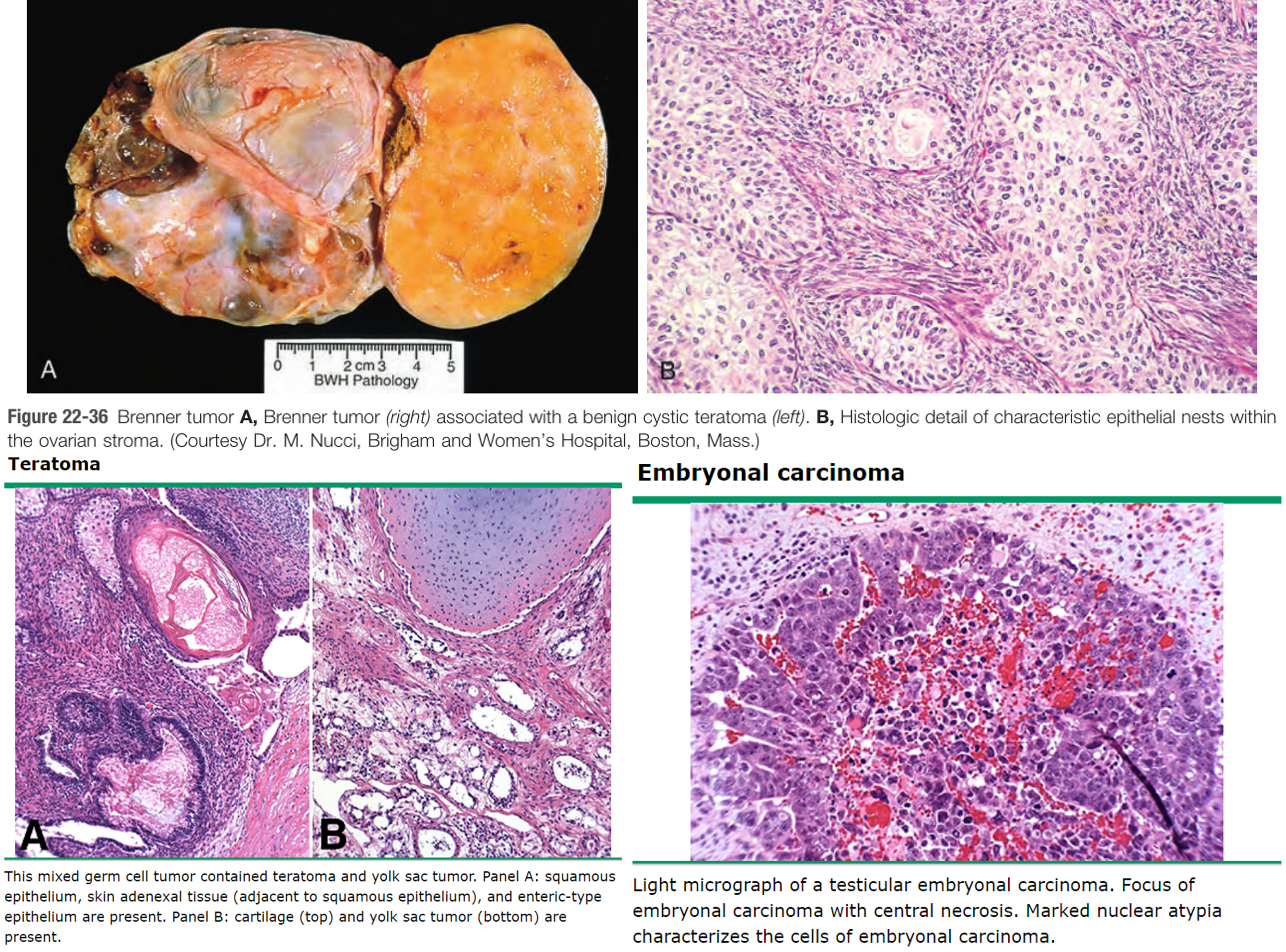 A
0 1 2 cm 3 4 5
BWH Pathology
B
Figure 22-36 Brenner tumor A, Brenner tumor (right) associated with a benign cystic teratoma (left). B, Histologic detail of characteristic epithelial nests within
the ovarian stroma. (Courtesy Dr. M. Nucci, Brigham and Women's Hospital, Boston, Mass.)
Teratoma
A
B
This mixed germ cell tumor contained teratoma and yolk sac tumor. Panel A: squamous
epithelium, skin adenexal tissue (adjacent to squamous epithelium), and enteric-type
epithelium are present. Panel B: cartilage (top) and yolk sac tumor (bottom) are
present.
Embryonal carcinoma
Light micrograph of a testicular embryonal carcinoma. Focus of
embryonal carcinoma with central necrosis. Marked nuclear atypia
characterizes the cells of embryonal carcinoma.